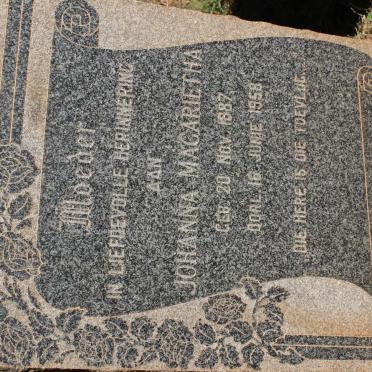 Moeder
IN LIEFDEVOLLE HERINNERING
AAN
JOHANNA MAGARIETHA
GEB. 20 NOV. 1887
OORL. 16 JUNIE 1958
DIE HERE IS DIE TOEVLUG...